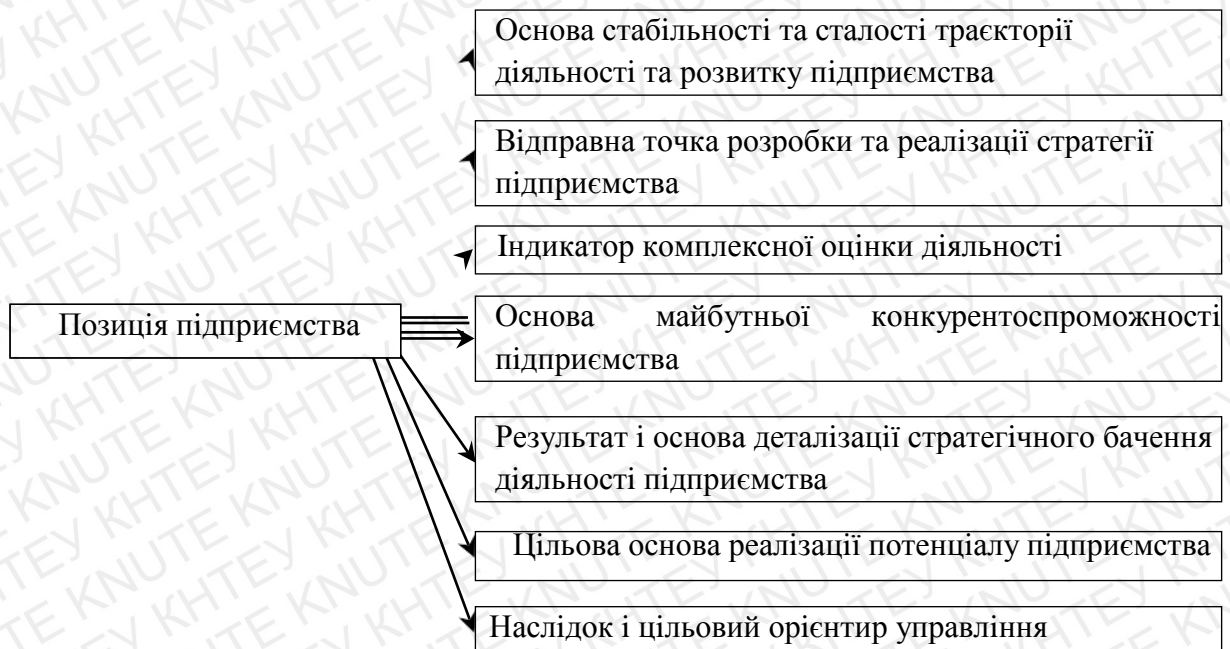 Основа стабільності та сталості траєкторії
діяльності та розвитку підприємства
Відправна точка розробки та реалізації стратегії
підприємства
Індикатор комплексної оцінки діяльності
Позиція підприємства
Основа майбутньої конкурентоспроможності
підприємства
Результат і основа деталізації стратегічного бачення
діяльності підприємства
Цільова основа реалізації потенціалу підприємства
Наслідок і цільовий орієнтир управління